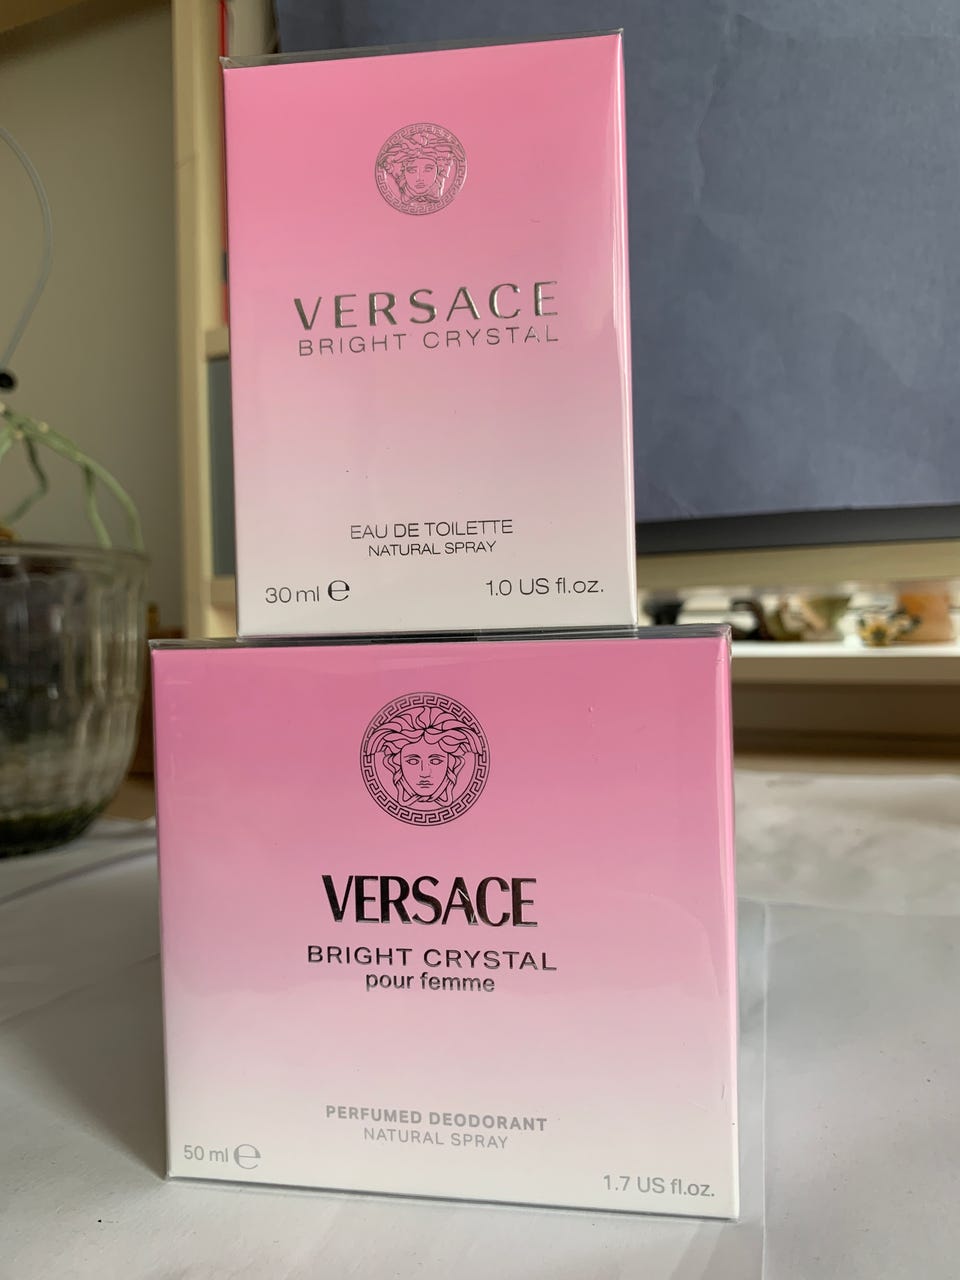 VERSACE
BRIGHT CRYSTAL
EAU DE TOILETTE
NATURAL SPRAY
30 ml ℮ 1.0 US fl.oz.
VERSACE
BRIGHT CRYSTAL
pour femme
PERFUMED DEODORANT
NATURAL SPRAY
50 ml ℮ 1.7 US fl.oz.